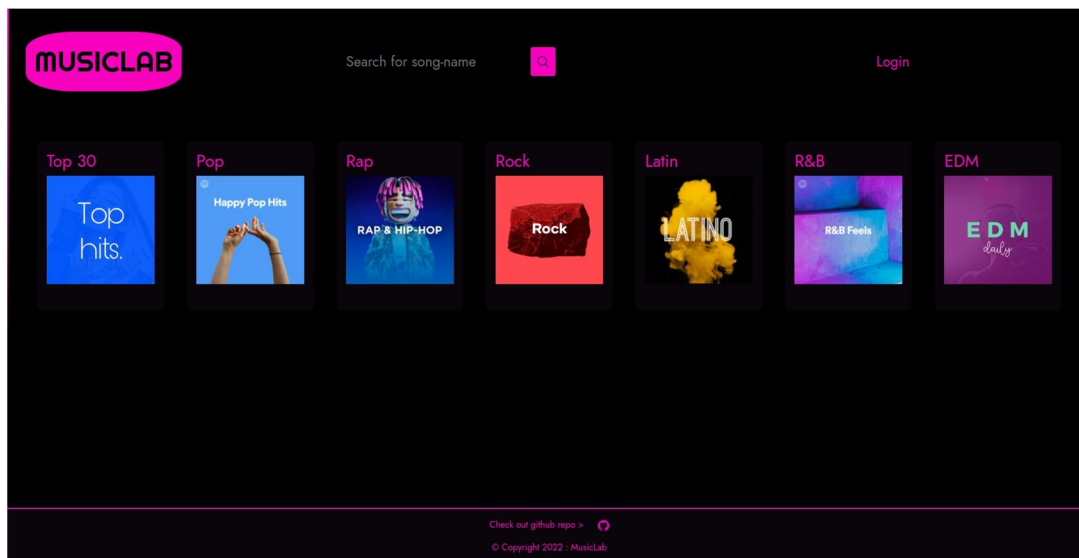 MUSICLAB
Search for song-name
Login
Top 30
Pop
Rap
Rock
Latin
R&B
EDM
Top
hits.
Happy Pop Hits
RAP & HIP-HOP
Rock
LATINO
R&B Feels
EDM
daily
Check out github repo >
© Copyright 2022 : MusicLab